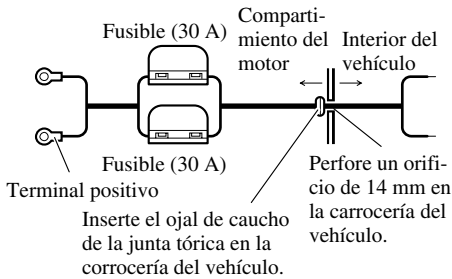 Fusible (30 A)
Comparti-
miento del
motor
Interior del
vehículo
Fusible (30 A)
Terminal positivo
Inserte el ojal de caucho
de la junta tórica en la
corrocería del vehículo.
Perfore un orifi-
cio de 14 mm en
la carrocería del
vehículo.